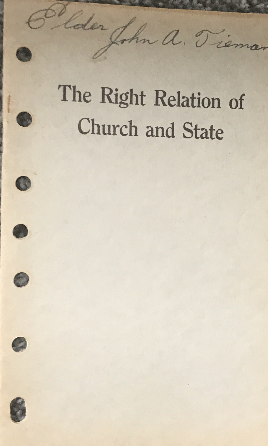 Elder John A. Tieman
The Right Relation of
Church and State